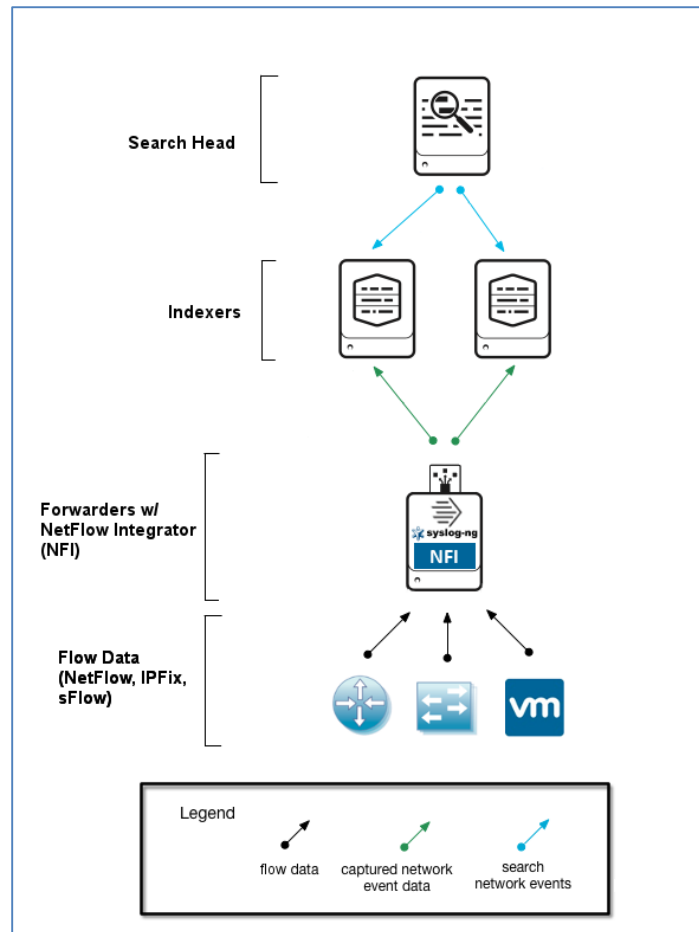 Search Head
Indexers
Forwarders w/
NetFlow Integrator
(NFI)
syslog-ng
NFI
Flow Data
(NetFlow, IPFix,
sFlow)
vm
Legend
flow data
captured network
event data
search
network events